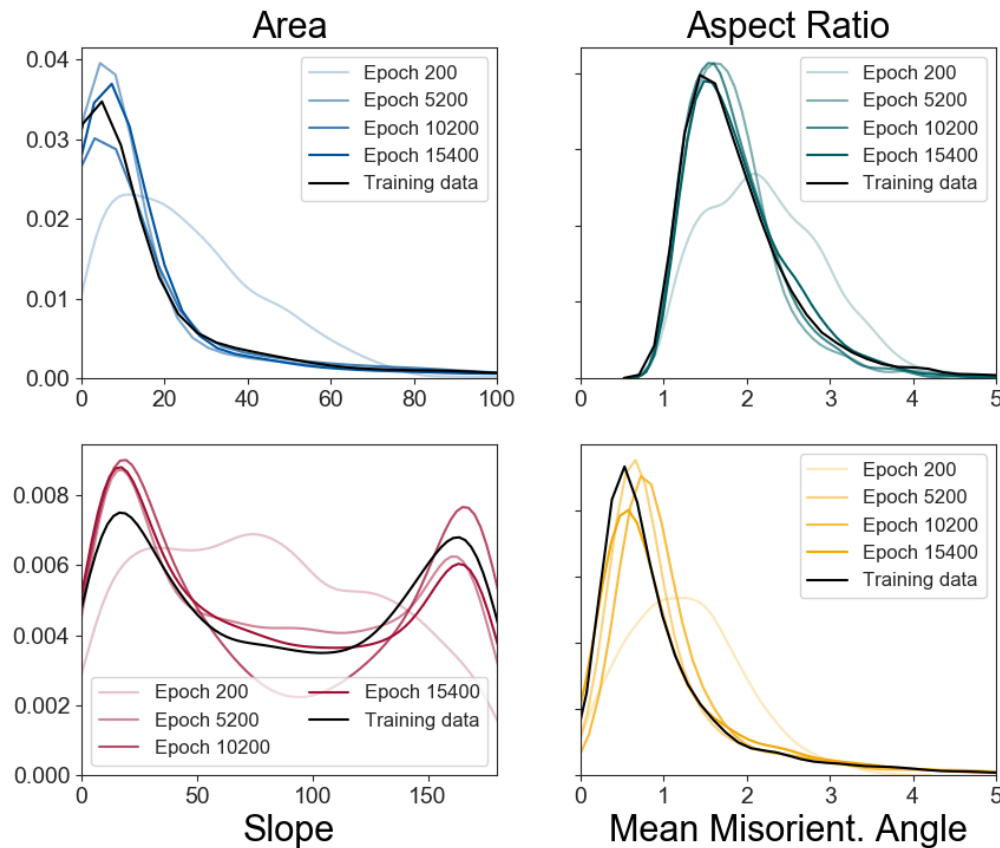 Area
0.04
0.03
0.02
0.01
0.00
0 20 40 60 80 100
Epoch 200
Epoch 5200
Epoch 10200
Epoch 15400
Training data
Aspect Ratio
0 1 2 3 4 5
Epoch 200
Epoch 5200
Epoch 10200
Epoch 15400
Training data
0.008
0.006
0.004
0.002
0.000
0 50 100 150
Epoch 200 Epoch 15400
Epoch 5200 Training data
Epoch 10200
Slope
Epoch 200
Epoch 5200
Epoch 10200
Epoch 15400
Training data
0 1 2 3 4 5
Mean Misorient. Angle